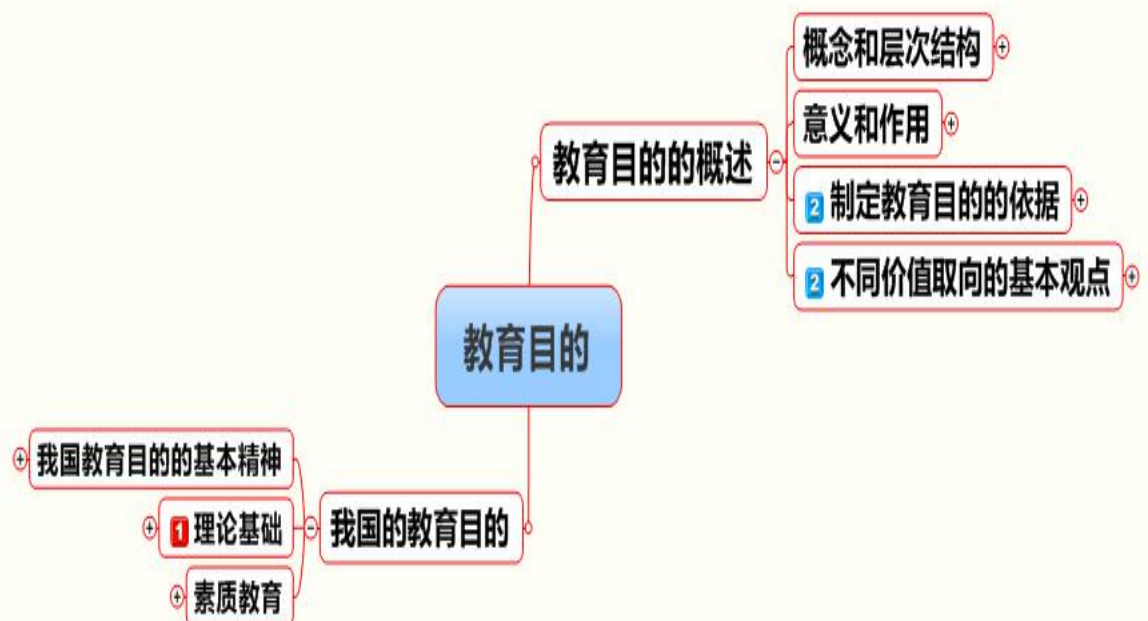 概念和层次结构
意义和作用
教育目的的概述
2 制定教育目的的依据
2 不同价值取向的基本观点
教育目的
我国教育目的的基本精神
1 理论基础
我国的教育目的
素质教育